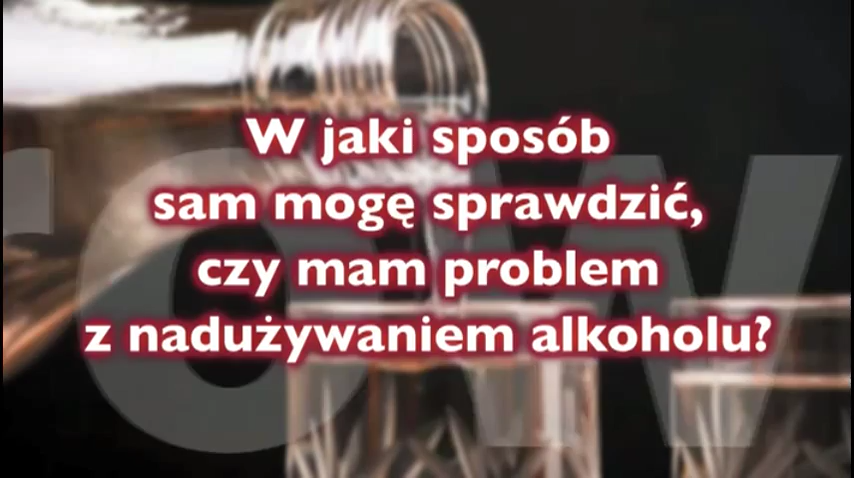 W jaki sposób
sam mogę sprawdzić,
czy mam problem
z nadużywaniem alkoholu?